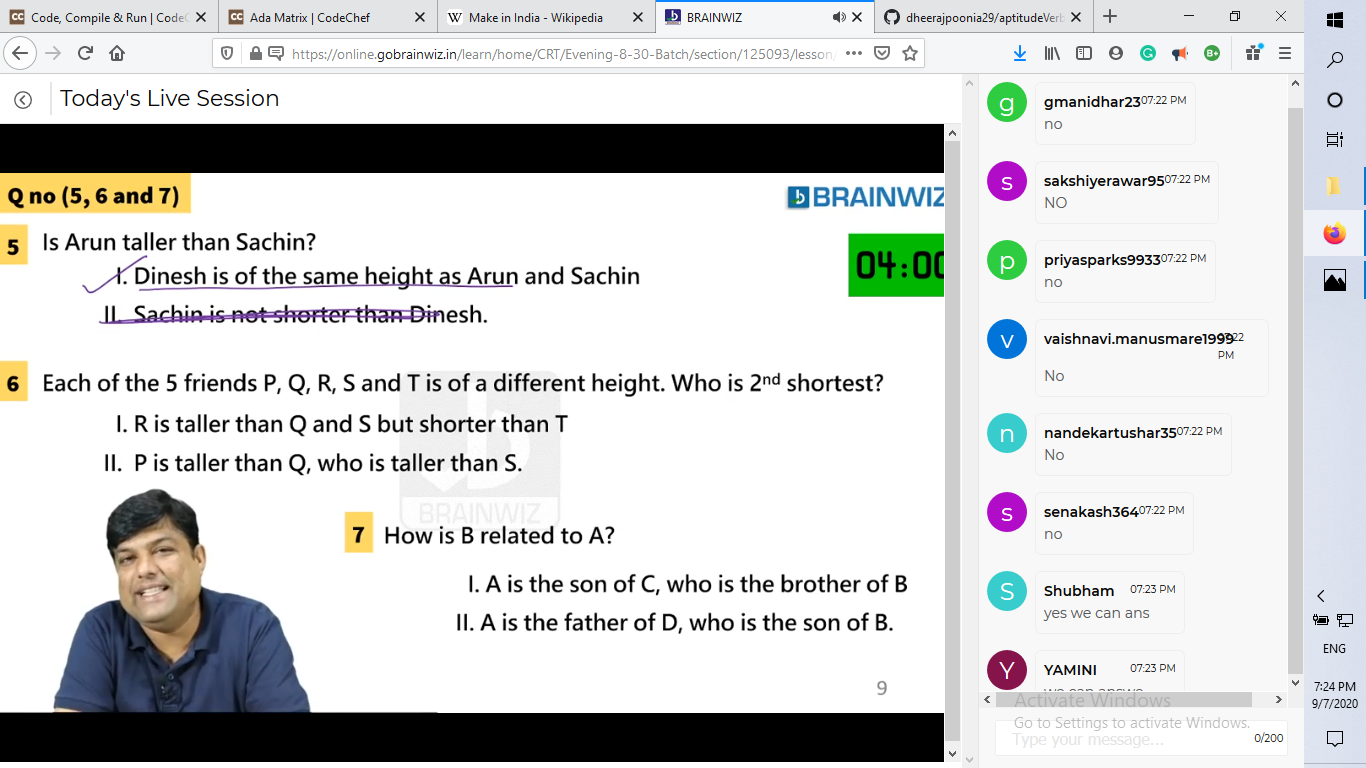 Code, Compile & Run | CodeC
Ada Matrix | CodeChef
Make in India - Wikipedia
BRAINWIZ
dheerajpoonia29/aptitudeVerb
https://online.gobrainwiz.in/learn/home/CRT/Evening-8-30-Batch/section/125093/lesson/
Today's Live Session
Q no (5, 6 and 7)
BRAINWIZ
04:00
5 Is Arun taller than Sachin?
I. Dinesh is of the same height as Arun and Sachin
II. Sachin is not shorter than Dinesh.
6 Each of the 5 friends P, Q, R, S and T is of a different height. Who is 2nd shortest?
I. R is taller than Q and S but shorter than T
II. P is taller than Q, who is taller than S.
BRAINWIZ
7 How is B related to A?
I. A is the son of C, who is the brother of B
II. A is the father of D, who is the son of B.
9
g
gmanidhar23 07:22 PM
no
s
sakshiyerawar95 07:22 PM
NO
p
priyasparks9933 07:22 PM
no
v
vaishnavi.manusmare1999 07:22
PM
No
n
nandekartushar35 07:22 PM
No
s
senakash364 07:22 PM
no
S
Shubham 07:23 PM
yes we can ans
Y
YAMINI 07:23 PM
we can answe
Activate Windows
Go to Settings to activate Windows.
Type your message...
0/200
ENG
7:24 PM
9/7/2020